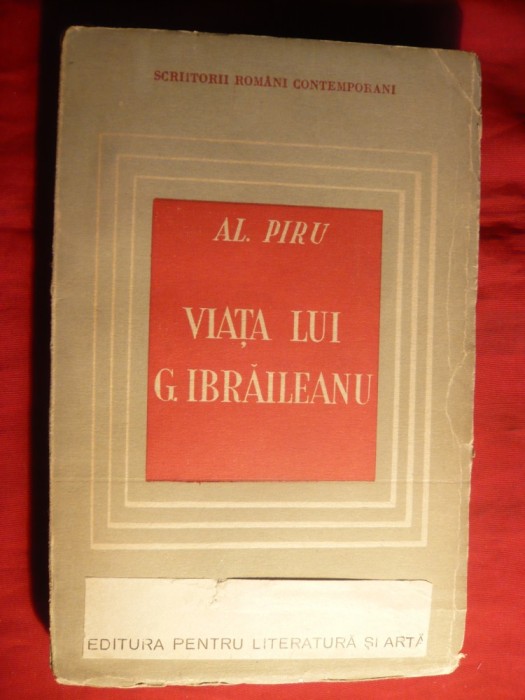 SCRIITORII ROMÂNI CONTEMPORANI
AL. PIRU
VIAȚA LUI
G. IBRĂILEANU
EDITURA PENTRU LITERATURĂ ȘI ARTĂ